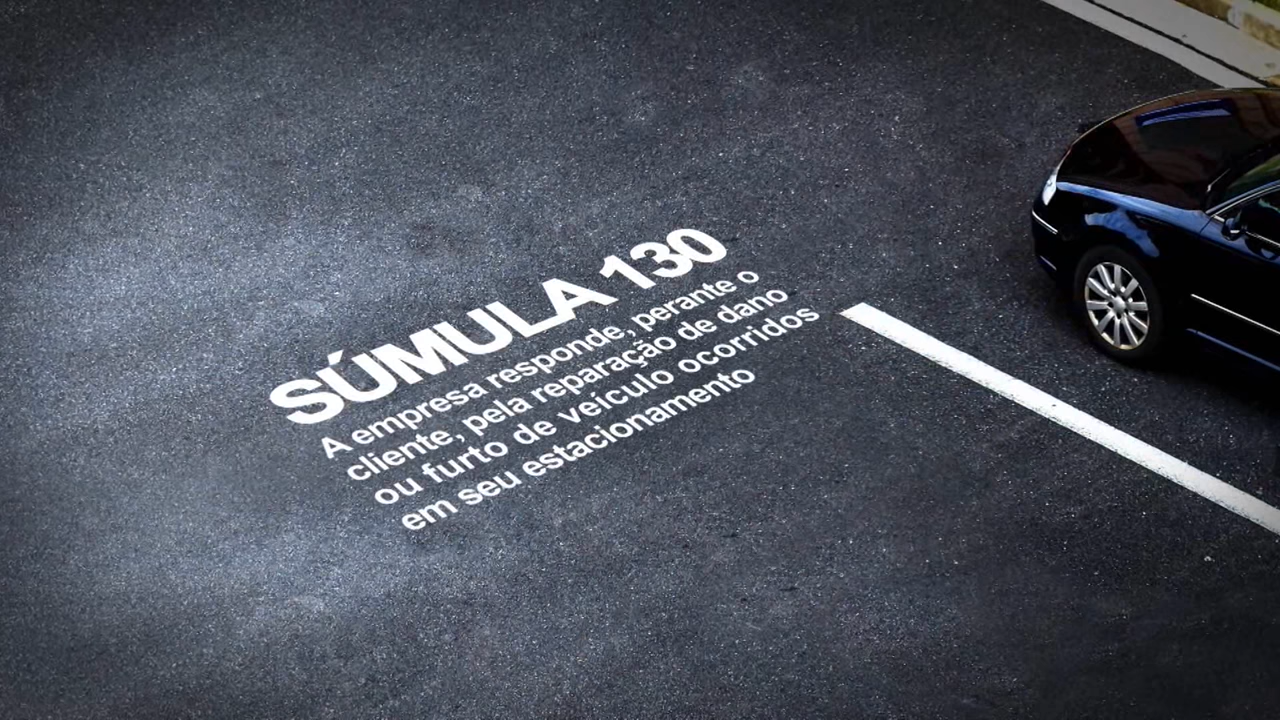 SÚMULA 130
A empresa responde, perante o
cliente, pela reparação de dano
ou furto de veículo ocorridos
em seu estacionamento